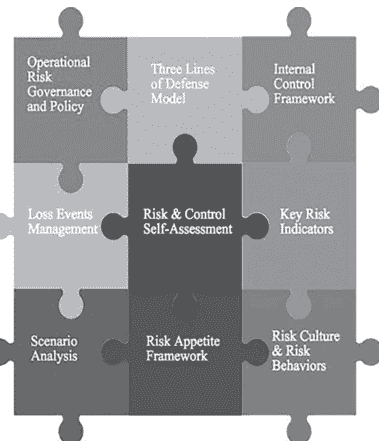 Operational
Risk
Governance
and Policy
Three Lines
of Defense
Model
Internal
Control
Framework
Loss Events
Management
Risk & Control
Self-Assessment
Key Risk
Indicators
Scenario
Analysis
Risk Appetite
Framework
Risk Culture
& Risk
Behaviors